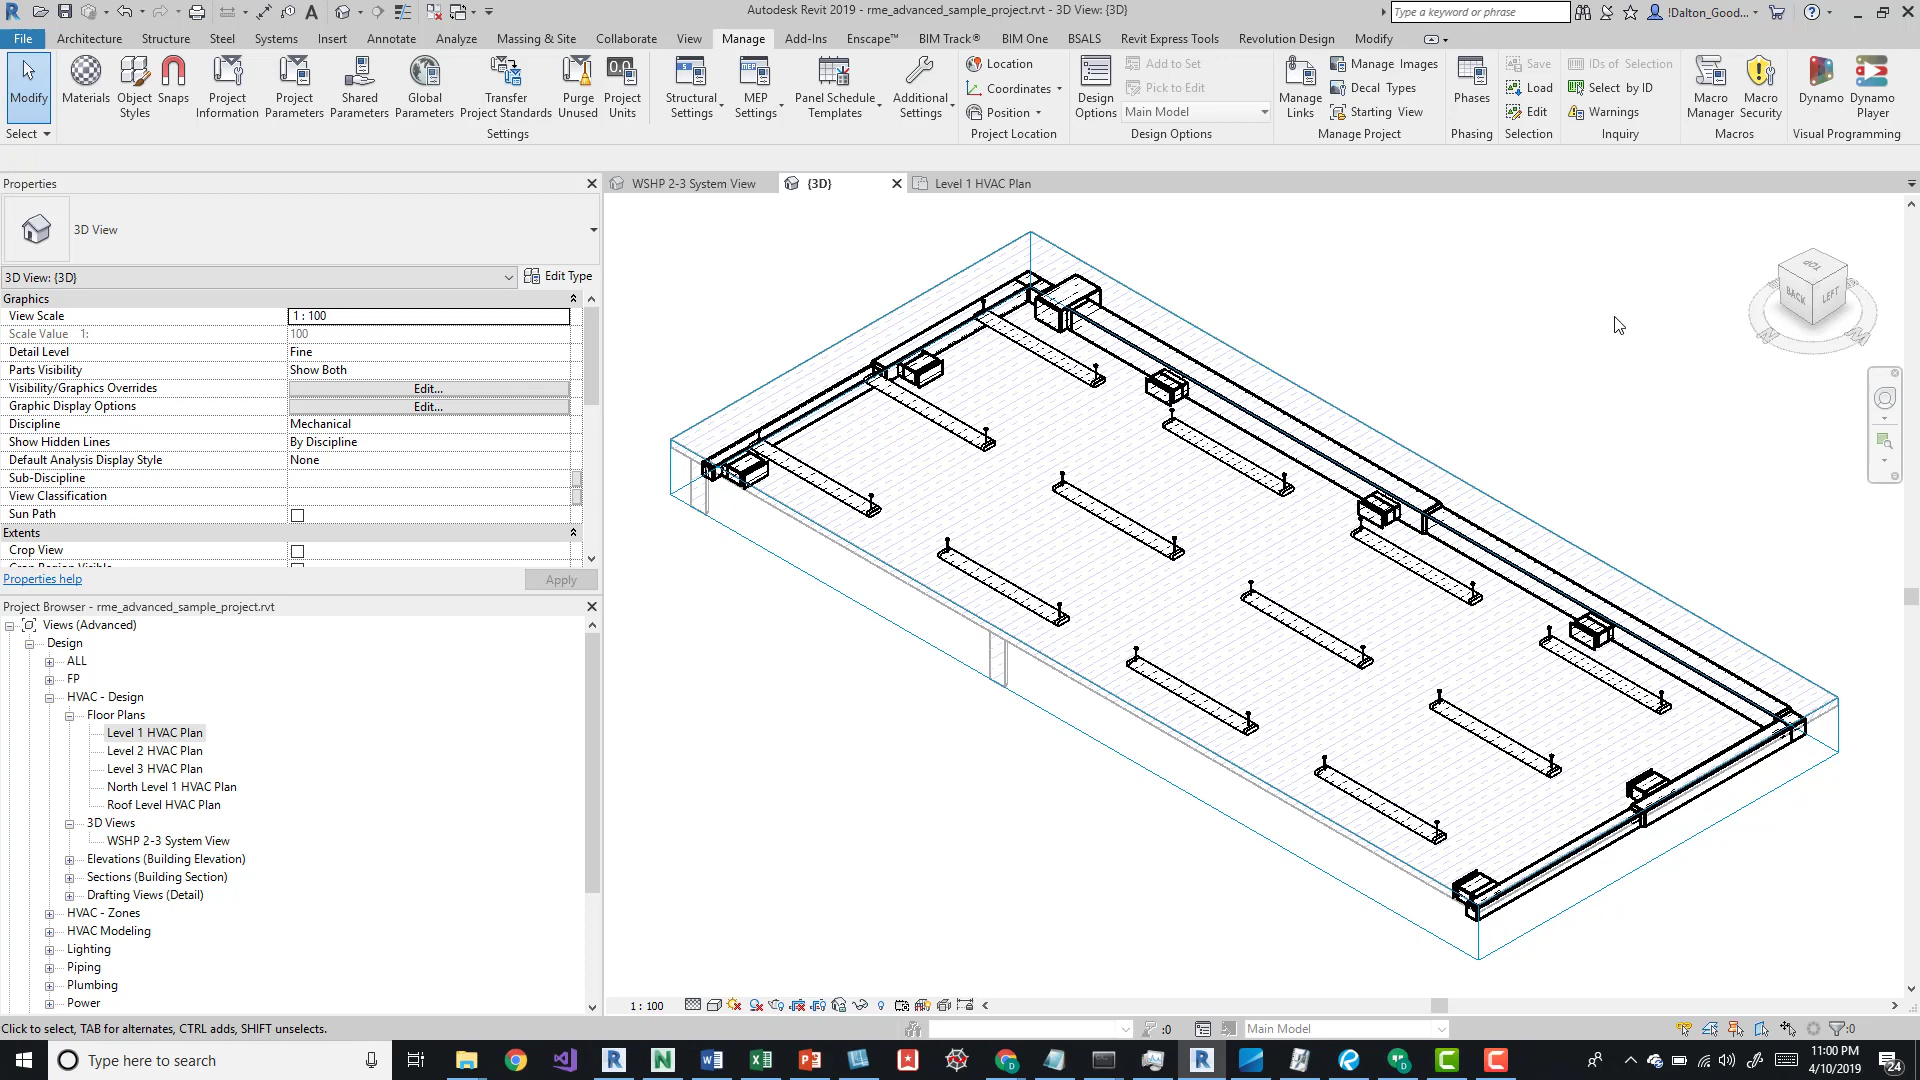 Autodesk Revit 2019 - rme_advanced_sample_project.rvt - 3D View: {3D}
Type a keyword or phrase
!Dalton_Good...
File Architecture Structure Steel Systems Insert Annotate Analyze Massing & Site Collaborate View Manage Add-Ins Enscape™ BIM Track® BIM One BSALS Revit Express Tools Revolution Design Modify
Modify
Materials
Object Styles
Snaps
Project Information
Project Parameters
Shared Parameters
Global Parameters
Transfer Project Standards
Purge Unused
Project Units
Structural Settings
MEP Settings
Panel Schedule Templates
Additional Settings
Location
Coordinates
Position
Design Options
Add to Set
Pick to Edit
Main Model
Manage Links
Manage Images
Decal Types
Starting View
Phases
Save
Load
Edit
IDs of Selection
Select by ID
Warnings
Macro Manager
Macro Security
Dynamo
Dynamo Player
Select
Settings
Project Location
Design Options
Manage Project
Phasing
Selection
Inquiry
Macros
Visual Programming
Properties
3D View
3D View: {3D}
Edit Type
Graphics
View Scale 1 : 100
Scale Value 1: 100
Detail Level Fine
Parts Visibility Show Both
Visibility/Graphics Overrides Edit...
Graphic Display Options Edit...
Discipline Mechanical
Show Hidden Lines By Discipline
Default Analysis Display Style None
Sub-Discipline
View Classification
Sun Path
Extents
Crop View
Properties help
Apply
Project Browser - rme_advanced_sample_project.rvt
Views (Advanced)
Design
ALL
FP
HVAC - Design
Floor Plans
Level 1 HVAC Plan
Level 2 HVAC Plan
Level 3 HVAC Plan
North Level 1 HVAC Plan
Roof Level HVAC Plan
3D Views
WSHP 2-3 System View
Elevations (Building Elevation)
Sections (Building Section)
Drafting Views (Detail)
HVAC - Zones
HVAC Modeling
Lighting
Piping
Plumbing
Power
WSHP 2-3 System View
{3D}
Level 1 HVAC Plan
TOP
BACK
LEFT
1 : 100
Click to select, TAB for alternates, CTRL adds, SHIFT unselects.
:0
Main Model
:0
Type here to search
11:00 PM
4/10/2019
24